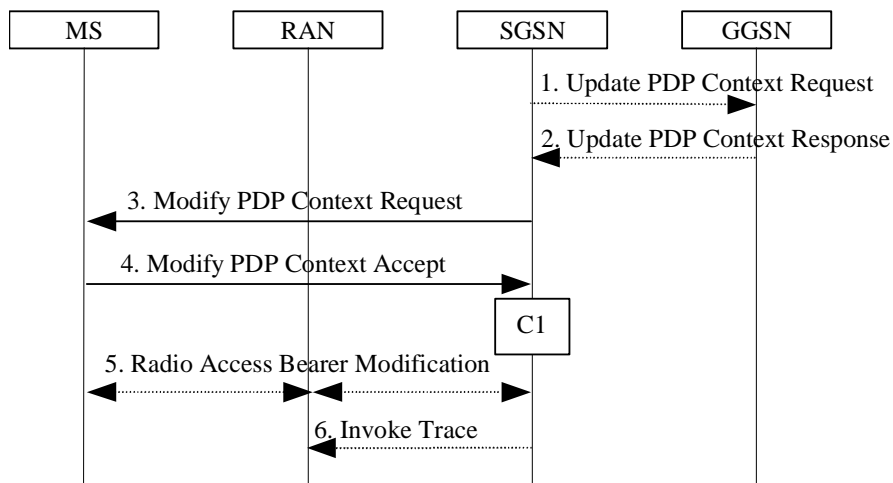 MS
RAN
SGSN
GGSN
1. Update PDP Context Request
2. Update PDP Context Response
3. Modify PDP Context Request
4. Modify PDP Context Accept
C1
5. Radio Access Bearer Modification
6. Invoke Trace